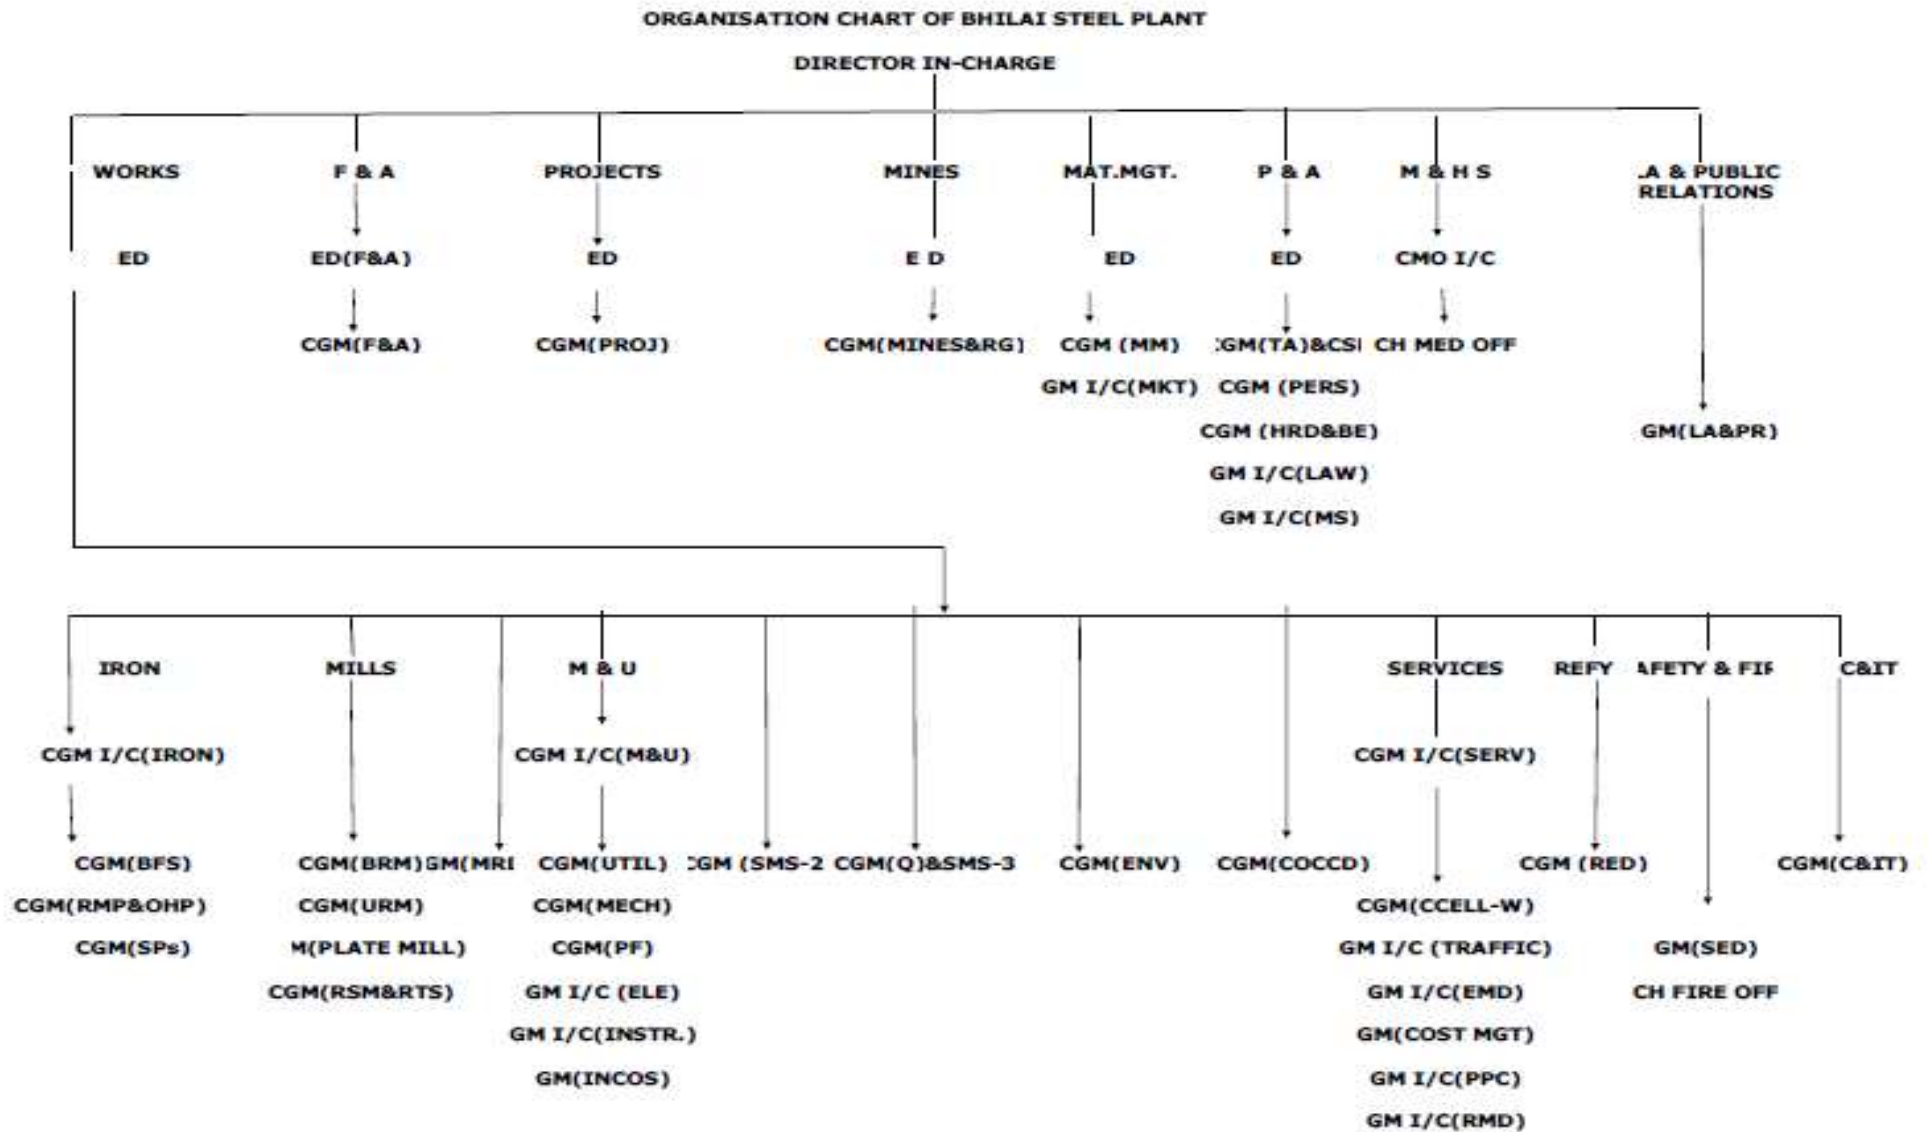 ORGANISATION CHART OF BHILAI STEEL PLANT
DIRECTOR IN-CHARGE
WORKS F & A PROJECTS MINES MAT.MGT. P & A M & H S .A & PUBLIC
RELATIONS
ED ED(F&A) ED E D ED ED CMO I/C
CGM(F&A) CGM(PROJ) CGM(MINES&RG) CGM (MM) CGM(TA)&CSI CH MED OFF
GM I/C(MKT) CGM (PERS)
CGM (HRD&BE) GM(LA&PR)
GM I/C(LAW)
GM I/C(MS)
IRON MILLS M & U SERVICES REFY AFETY & FIR C&IT
CGM I/C(IRON) CGM I/C(M&U) CGM I/C(SERV)
CGM(BFS) CGM(BRM) GM(MRI CGM(UTIL) CGM (SMS-2 CGM(Q)&SMS-3 CGM(ENV) CGM(COCCD) CGM (RED) CGM(C&IT)
CGM(RMP&OHP) CGM(URM) CGM(MECH) CGM(CCELL-W)
CGM(SPs) M(PLATE MILL) CGM(PF) GM I/C (TRAFFIC) GM(SED)
CGM(RSM&RTS) GM I/C (ELE) GM I/C(EMD) CH FIRE OFF
GM I/C(INSTR.) GM(COST MGT)
GM(INCOS) GM I/C(PPC)
GM I/C(RMD)